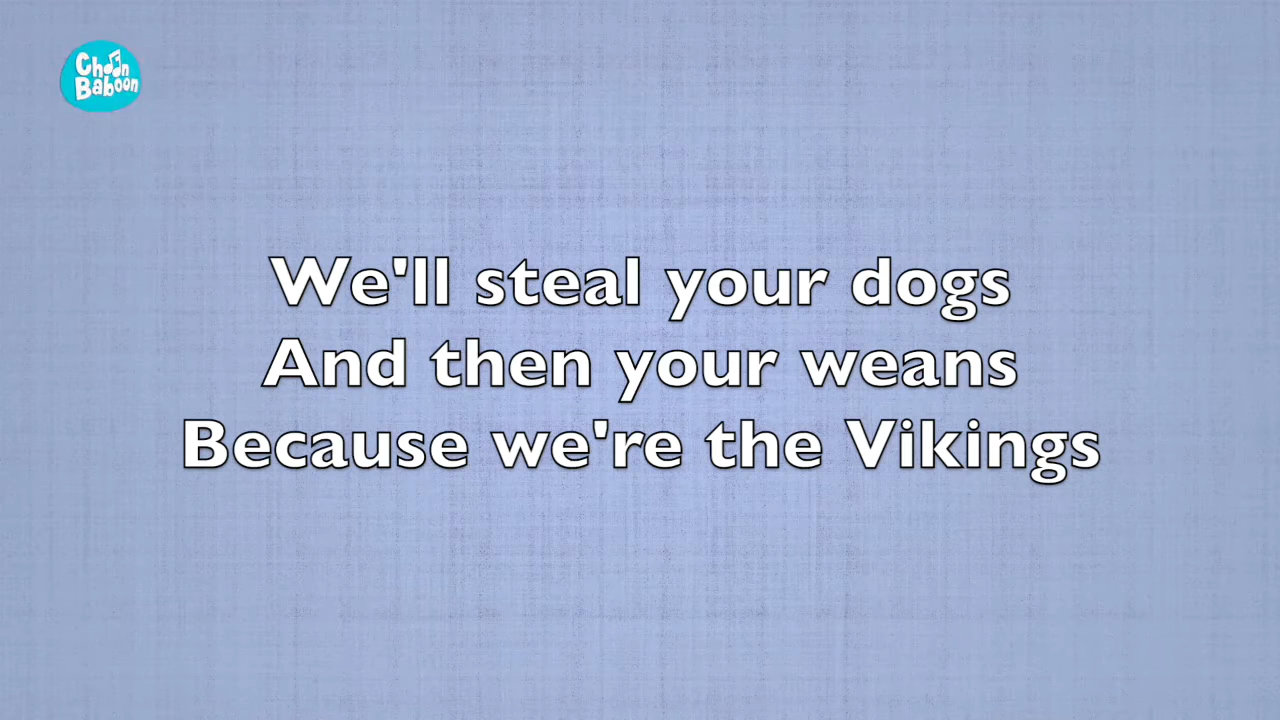 Choon
Baboon
We'll steal your dogs
And then your weans
Because we're the Vikings